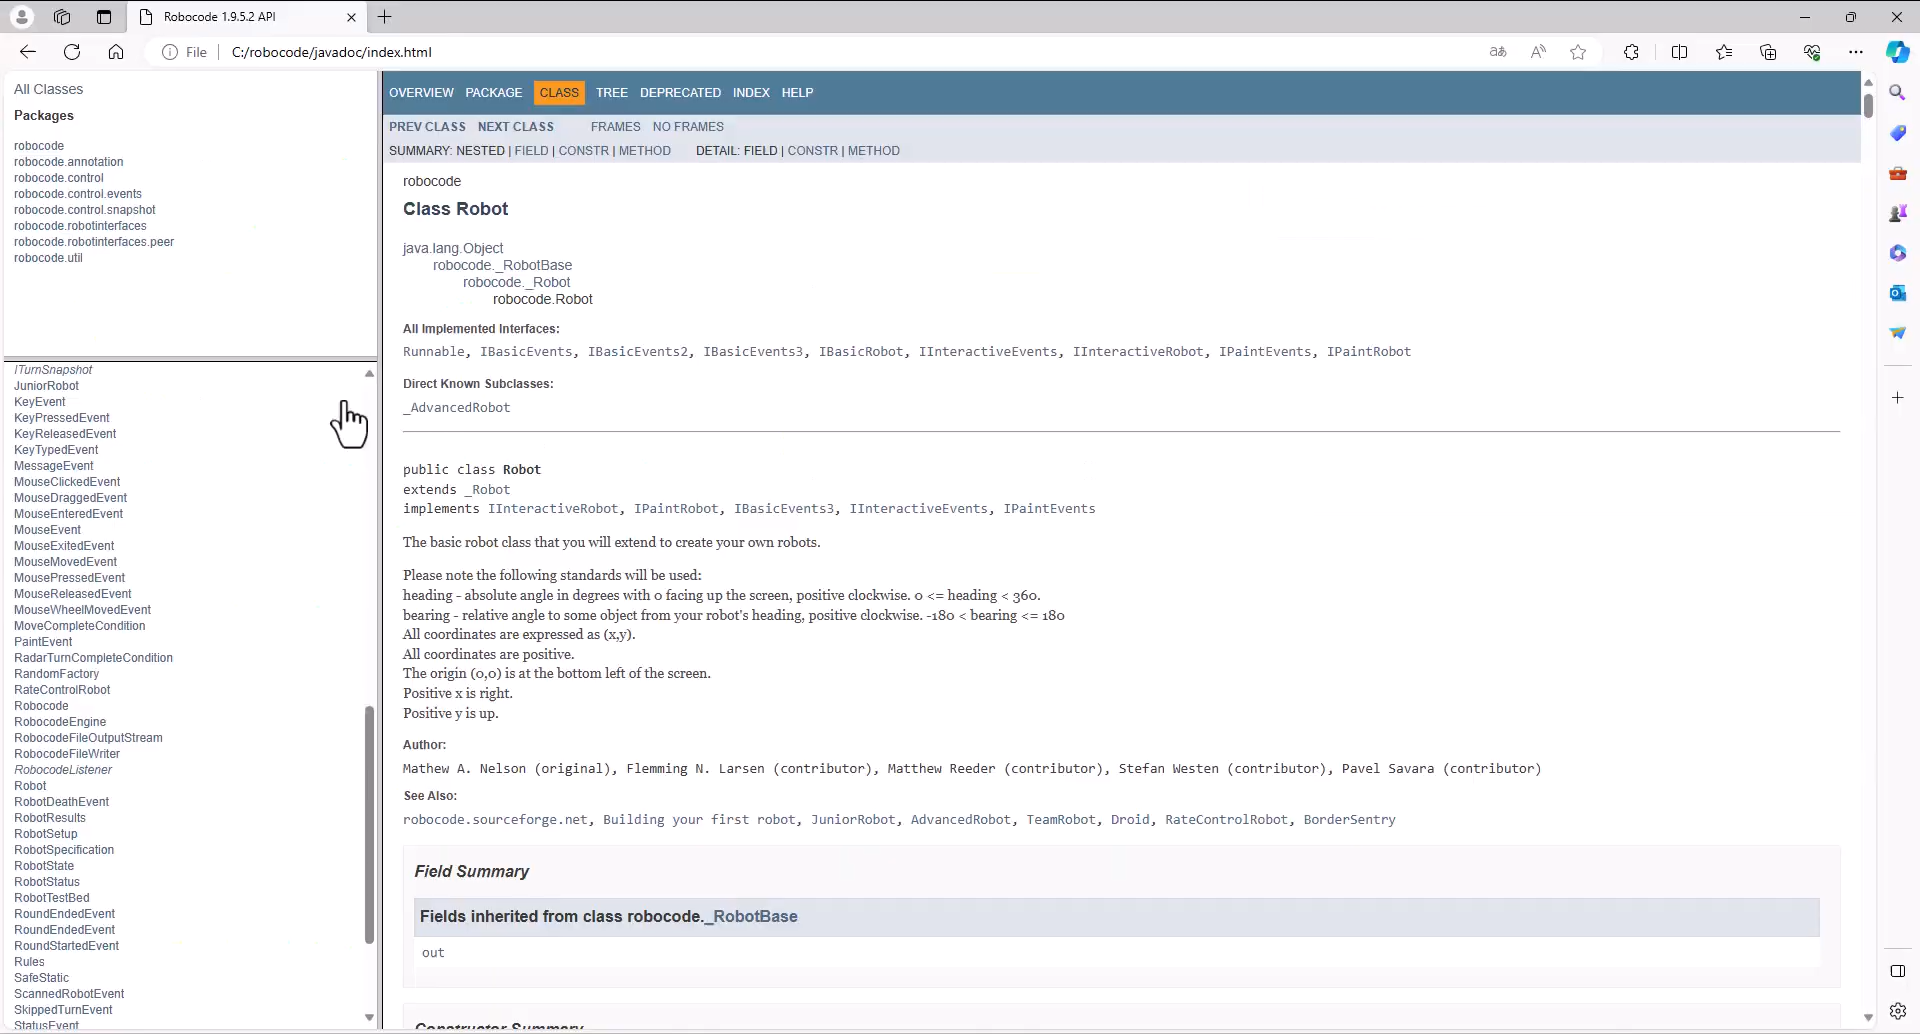 Robocode 1.9.5.2 API
File
C:/robocode/javadoc/index.html
All Classes
Packages
robocode
robocode.annotation
robocode.control
robocode.control.events
robocode.control.snapshot
robocode.robotinterfaces
robocode.robotinterfaces.peer
robocode.util
ITurnSnapshot
JuniorRobot
KeyEvent
KeyPressedEvent
KeyReleasedEvent
KeyTypedEvent
MessageEvent
MouseClickedEvent
MouseDraggedEvent
MouseEnteredEvent
MouseEvent
MouseExitedEvent
MouseMovedEvent
MousePressedEvent
MouseReleasedEvent
MouseWheelMovedEvent
MoveCompleteCondition
PaintEvent
RadarTurnCompleteCondition
RandomFactory
RateControlRobot
Robocode
RobocodeEngine
RobocodeFileOutputStream
RobocodeFileWriter
RobocodeListener
Robot
RobotDeathEvent
RobotResults
RobotSetup
RobotSpecification
RobotState
RobotStatus
RobotTestBed
RoundEndedEvent
RoundEndedEvent
RoundStartedEvent
Rules
SafeStatic
ScannedRobotEvent
SkippedTurnEvent
StatusEvent
OVERVIEW PACKAGE CLASS TREE DEPRECATED INDEX HELP
PREV CLASS NEXT CLASS FRAMES NO FRAMES
SUMMARY: NESTED | FIELD | CONSTR | METHOD DETAIL: FIELD | CONSTR | METHOD
robocode
Class Robot
java.lang.Object
robocode._RobotBase
robocode._Robot
robocode.Robot
All Implemented Interfaces:
Runnable, IBasicEvents, IBasicEvents2, IBasicEvents3, IBasicRobot, IInteractiveEvents, IInteractiveRobot, IPaintEvents, IPaintRobot
Direct Known Subclasses:
_AdvancedRobot
public class Robot
extends _Robot
implements IInteractiveRobot, IPaintRobot, IBasicEvents3, IInteractiveEvents, IPaintEvents
The basic robot class that you will extend to create your own robots.
Please note the following standards will be used:
heading - absolute angle in degrees with 0 facing up the screen, positive clockwise. 0 <= heading < 360.
bearing - relative angle to some object from your robot's heading, positive clockwise. -180 < bearing <= 180
All coordinates are expressed as (x,y).
All coordinates are positive.
The origin (0,0) is at the bottom left of the screen.
Positive x is right.
Positive y is up.
Author:
Mathew A. Nelson (original), Flemming N. Larsen (contributor), Matthew Reeder (contributor), Stefan Westen (contributor), Pavel Savara (contributor)
See Also:
robocode.sourceforge.net, Building your first robot, JuniorRobot, AdvancedRobot, TeamRobot, Droid, RateControlRobot, BorderSentry
Field Summary
Fields inherited from class robocode._RobotBase
out
Constructor Summary